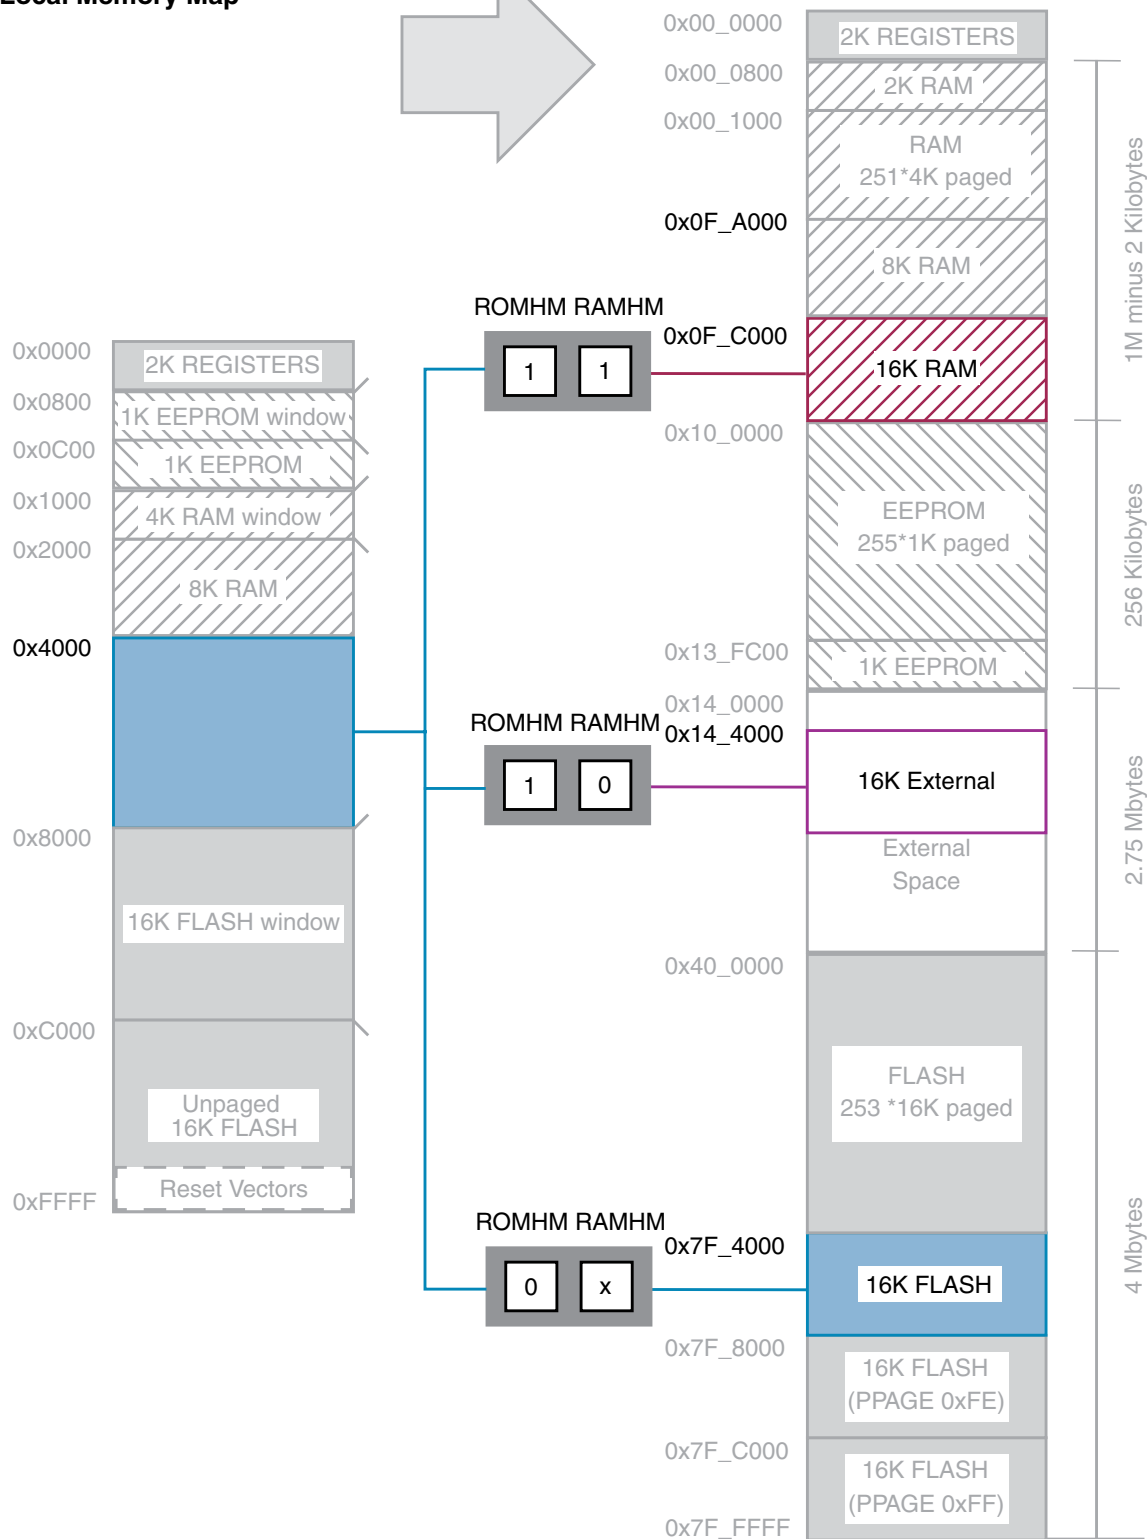 Local Memory Map
0x00_0000
2K REGISTERS
0x00_0800
2K RAM
0x00_1000
RAM
251*4K paged
0x0F_A000
8K RAM
ROMHM RAMHM
1 1
0x0F_C000
16K RAM
1M minus 2 Kilobytes
0x0000
2K REGISTERS
0x0800
1K EEPROM window
0x0C00
1K EEPROM
0x1000
4K RAM window
0x2000
8K RAM
0x4000
0x8000
16K FLASH window
0xC000
Unpaged
16K FLASH
Reset Vectors
0xFFFF
0x10_0000
EEPROM
255*1K paged
0x13_FC00
1K EEPROM
256 Kilobytes
0x14_0000
ROMHM RAMHM
1 0
0x14_4000
16K External
External
Space
2.75 Mbytes
0x40_0000
FLASH
253 *16K paged
ROMHM RAMHM
0 x
0x7F_4000
16K FLASH
0x7F_8000
16K FLASH
(PPAGE 0xFE)
0x7F_C000
16K FLASH
(PPAGE 0xFF)
0x7F_FFFF
4 Mbytes